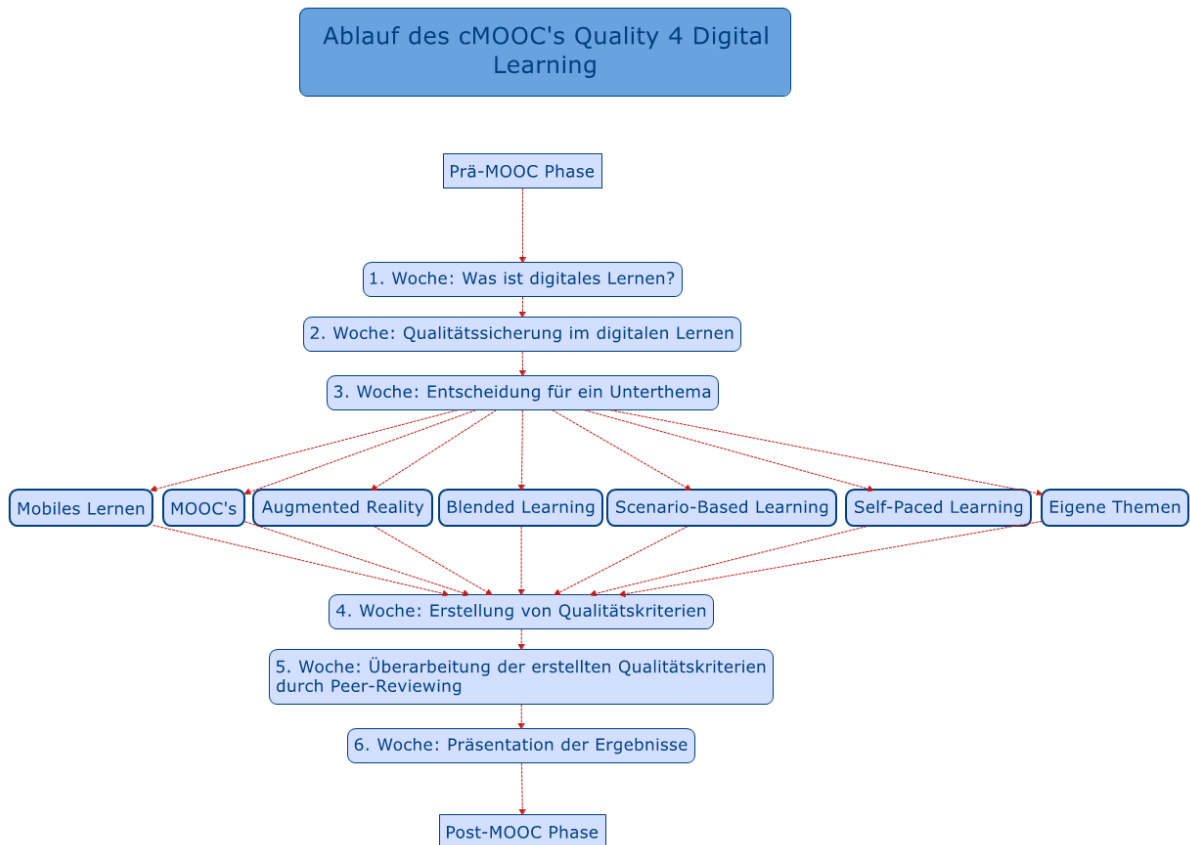 Ablauf des cMOOC's Quality 4 Digital
Learning
Prä-MOOC Phase
1. Woche: Was ist digitales Lernen?
2. Woche: Qualitätssicherung im digitalen Lernen
3. Woche: Entscheidung für ein Unterthema
Mobiles Lernen
MOOC's
Augmented Reality
Blended Learning
Scenario-Based Learning
Self-Paced Learning
Eigene Themen
4. Woche: Erstellung von Qualitätskriterien
5. Woche: Überarbeitung der erstellten Qualitätskriterien
durch Peer-Reviewing
6. Woche: Präsentation der Ergebnisse
Post-MOOC Phase